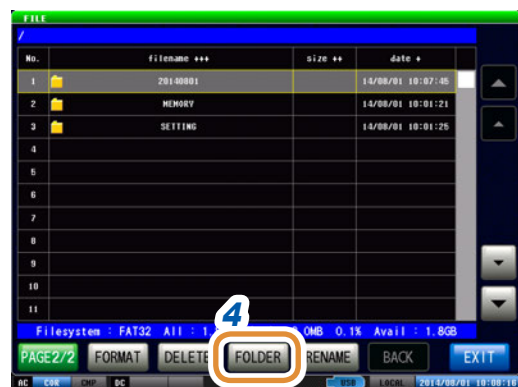 FILE
/
No. filename +++ size ++ date +
1 20140801 14/08/01 10:07:45
2 MEMORY 14/08/01 10:01:21
3 SETTING 14/08/01 10:01:25
4
5
6
7
8
9
10
11
4
Filesystem : FAT32 All : 1. 0MB 0.1% Avail : 1.8GB
PAGE2/2 FORMAT DELETE FOLDER RENAME BACK EXIT
AC COR CMP DC USB LOCAL 2014/08/01 10:08:16